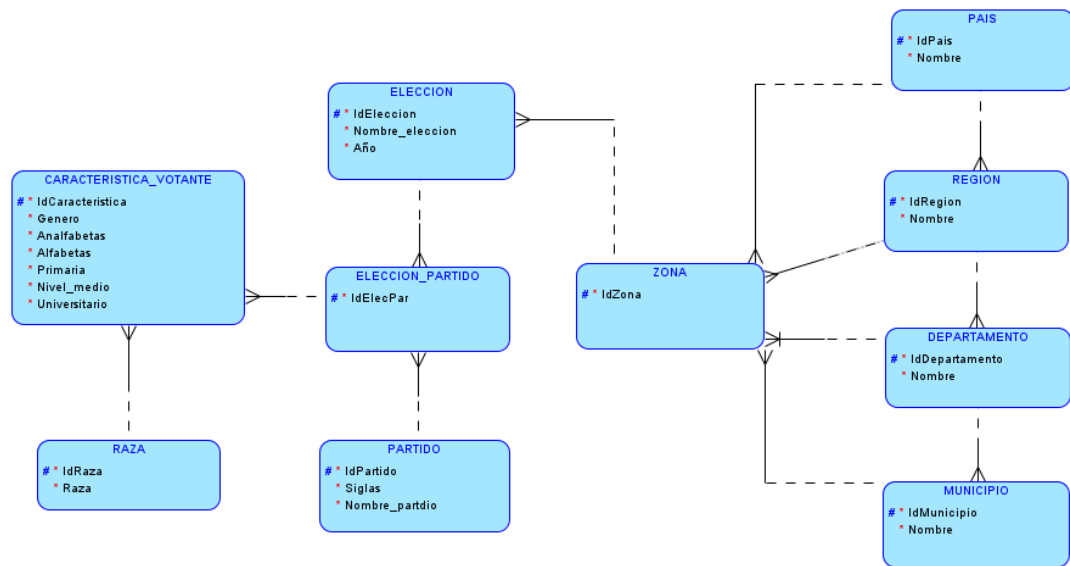 PAIS
# * IdPais
* Nombre
ELECCION
# * IdEleccion
* Nombre_eleccion
* Año
CARACTERISTICA_VOTANTE
# * IdCaracteristica
* Genero
* Analfabetas
* Alfabetas
* Primaria
* Nivel_medio
* Universitario
REGION
# * IdRegion
* Nombre
ELECCION_PARTIDO
# * IdElecPar
ZONA
# * IdZona
DEPARTAMENTO
# * IdDepartamento
* Nombre
RAZA
# * IdRaza
* Raza
PARTIDO
# * IdPartido
* Siglas
* Nombre_partdio
MUNICIPIO
# * IdMunicipio
* Nombre